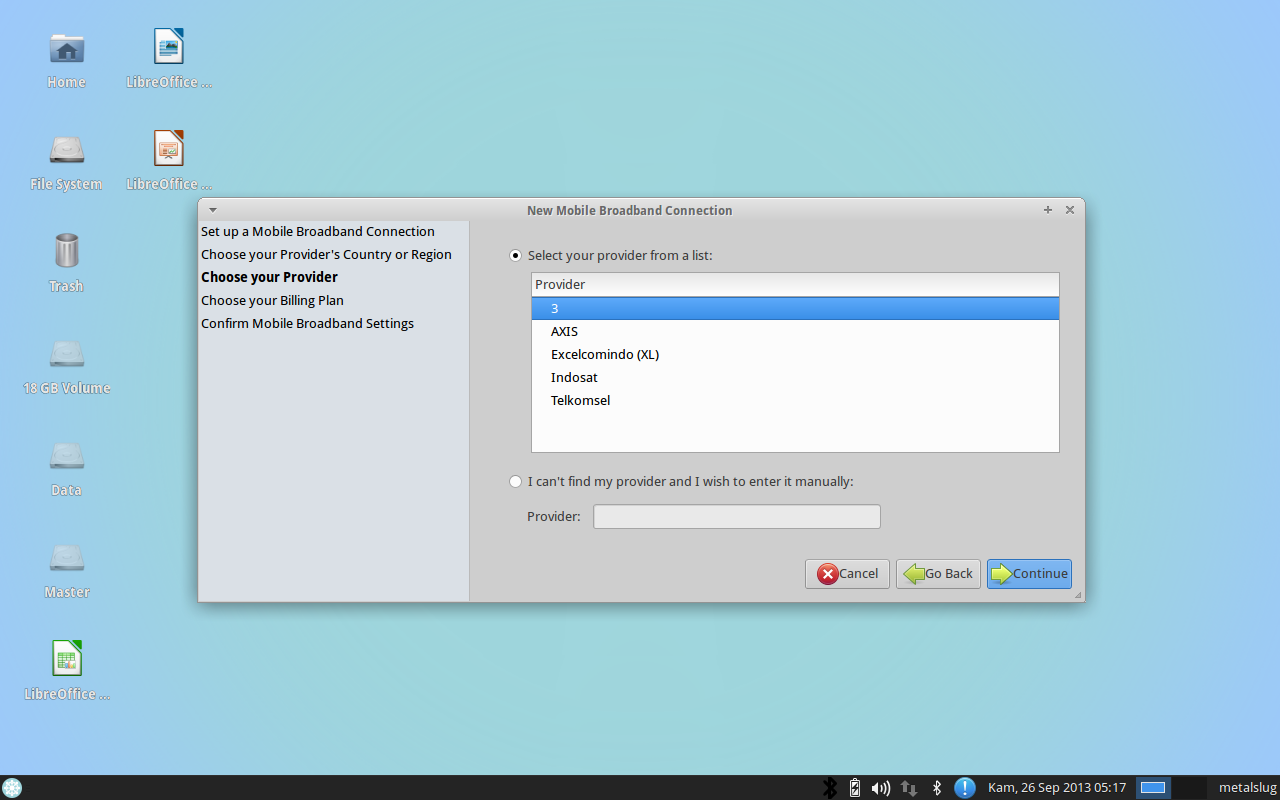 Home
LibreOffice ...
File System
LibreOffice ...
Trash
18 GB Volume
Data
Master
LibreOffice ...
New Mobile Broadband Connection
Set up a Mobile Broadband Connection
Choose your Provider's Country or Region
Choose your Provider
Choose your Billing Plan
Confirm Mobile Broadband Settings
Select your provider from a list:
Provider
3
AXIS
Excelcomindo (XL)
Indosat
Telkomsel
I can't find my provider and I wish to enter it manually:
Provider:
Cancel
Go Back
Continue
Kam, 26 Sep 2013 05:17
metalslug